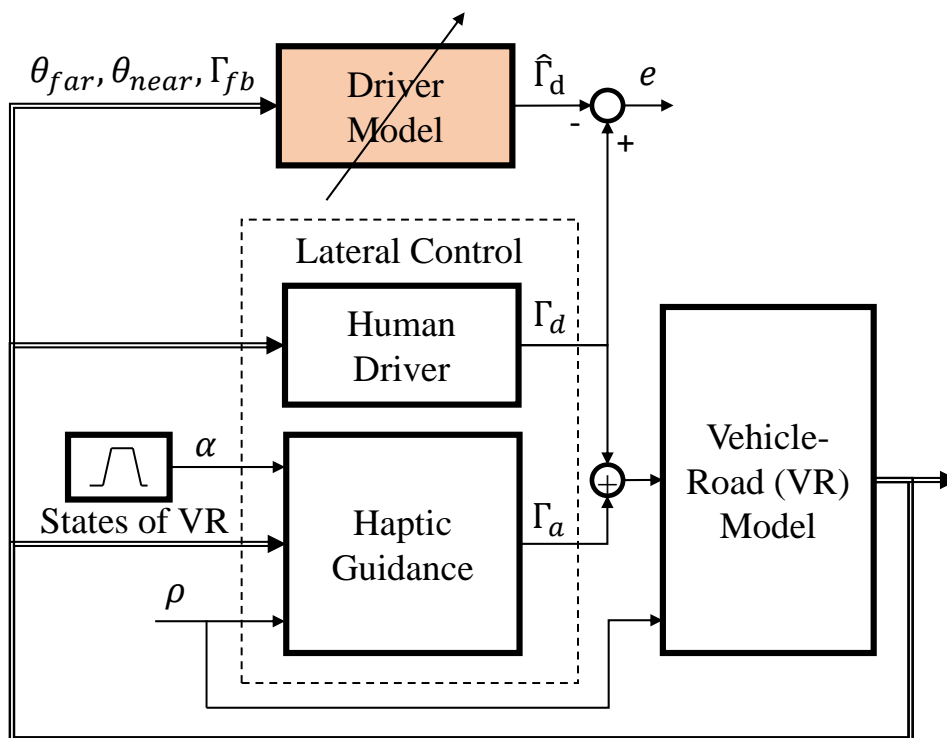 θ_far, θ_near, Γ_fb
Driver
Model
Γ̂_d
e
-
+
Lateral Control
Human
Driver
Γ_d
α
States of VR
Haptic
Guidance
Γ_a
+
ρ
Vehicle-
Road (VR)
Model